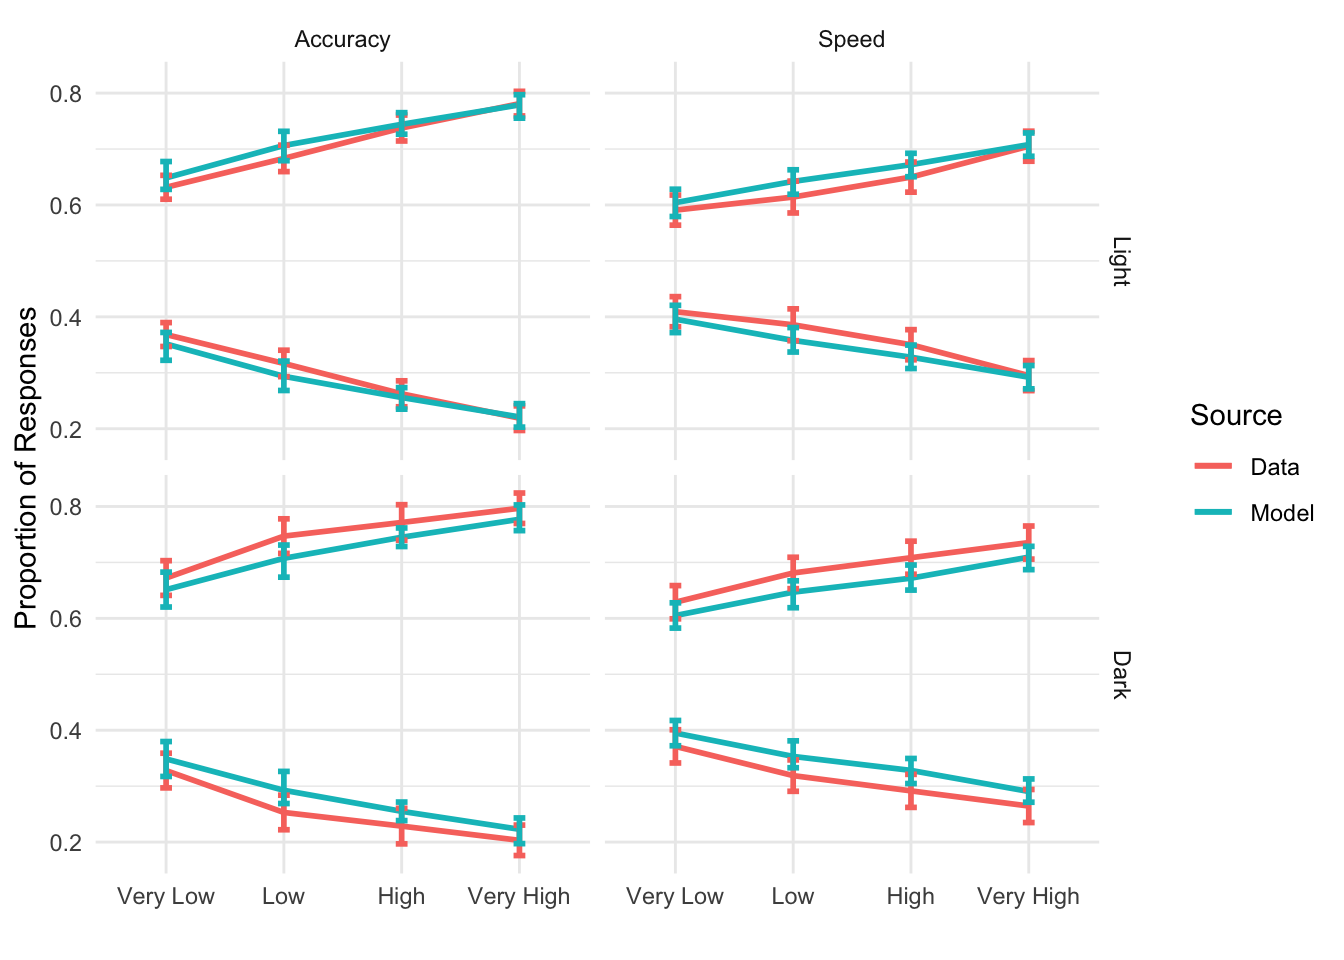 Accuracy
Speed
0.8
0.6
0.4
0.2
Light
0.8
0.6
0.4
0.2
Dark
Proportion of Responses
Very Low
Low
High
Very High
Very Low
Low
High
Very High
Source
Data
Model